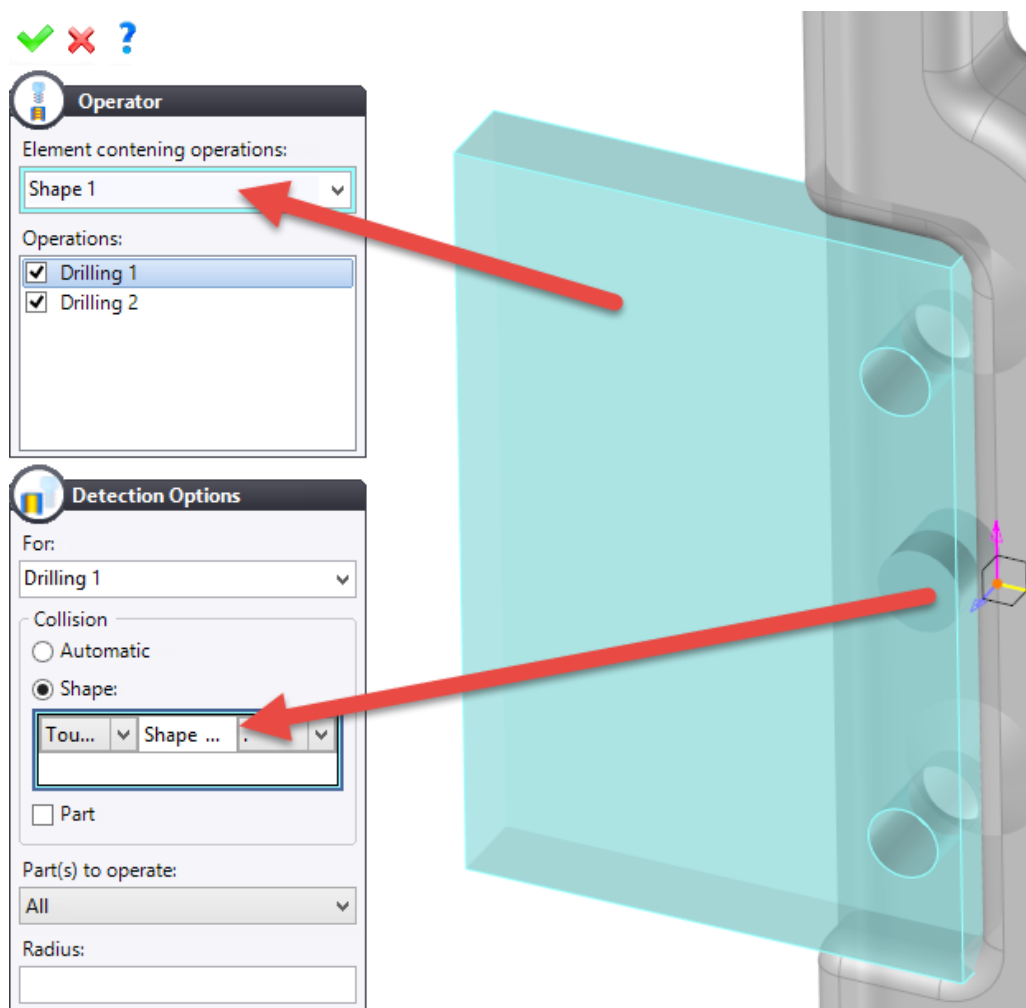 ?
Operator
Element contening operations:
Shape 1
Operations:
Drilling 1
Drilling 2
Detection Options
For:
Drilling 1
Collision
Automatic
Shape:
Tou... Shape ... .
Part
Part(s) to operate:
All
Radius: